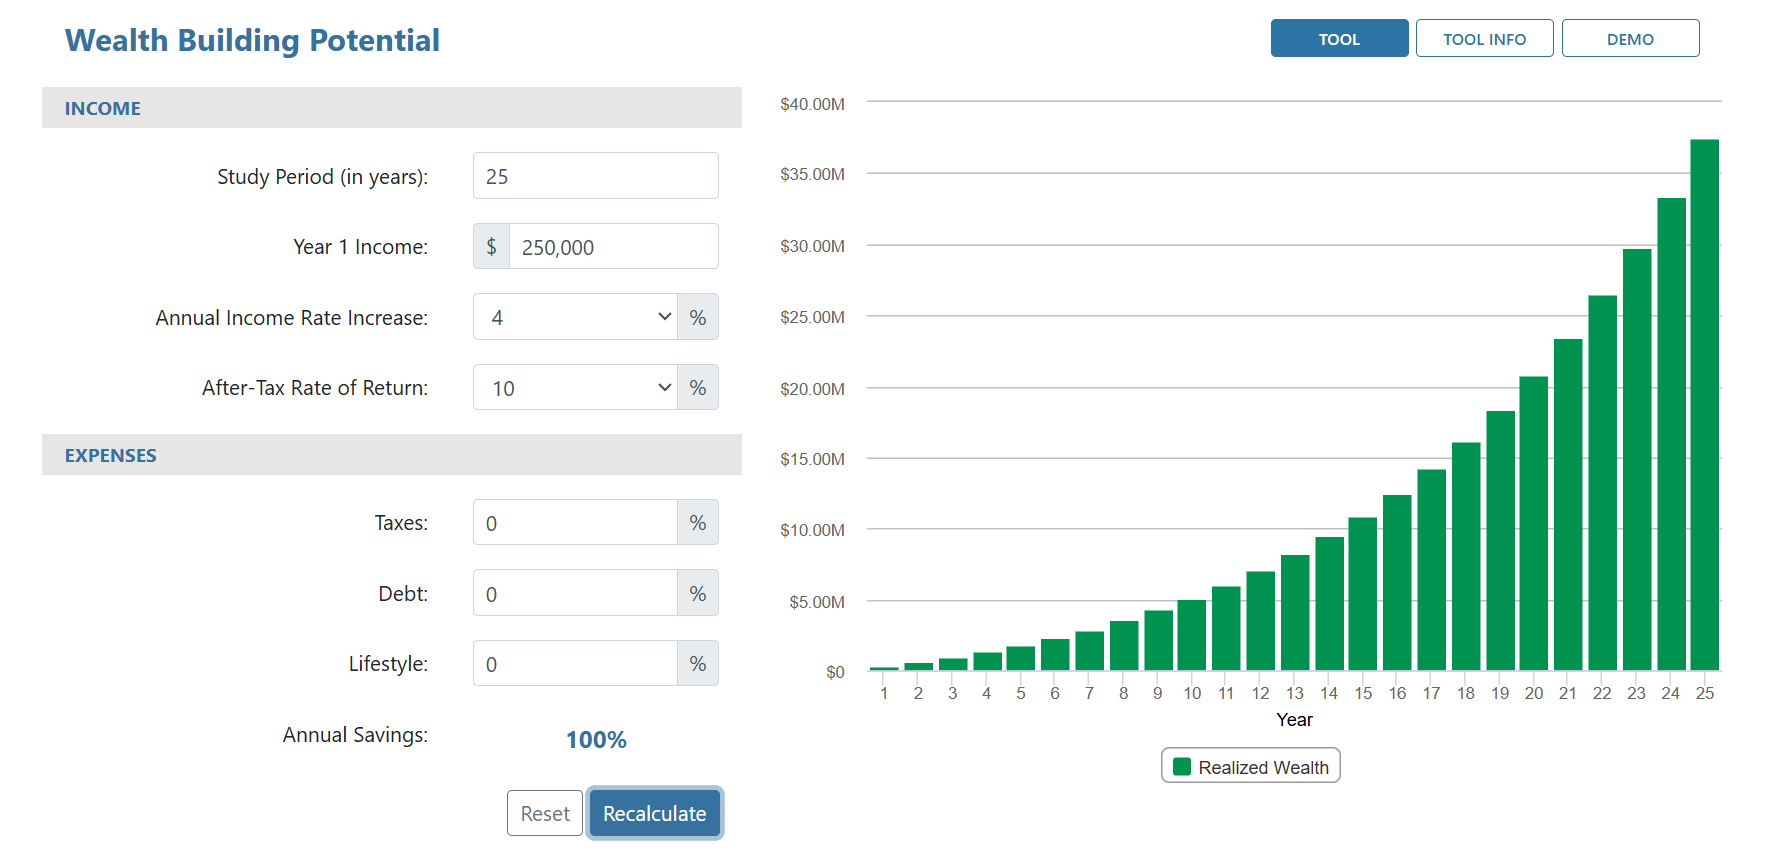 Wealth Building Potential
TOOL
TOOL INFO
DEMO
INCOME
Study Period (in years):
25
Year 1 Income:
$
250,000
Annual Income Rate Increase:
4
%
After-Tax Rate of Return:
10
%
EXPENSES
Taxes:
0
%
Debt:
0
%
Lifestyle:
0
%
Annual Savings:
100%
Reset
Recalculate
$40.00M
$35.00M
$30.00M
$25.00M
$20.00M
$15.00M
$10.00M
$5.00M
$0
1 2 3 4 5 6 7 8 9 10 11 12 13 14 15 16 17 18 19 20 21 22 23 24 25
Year
Realized Wealth